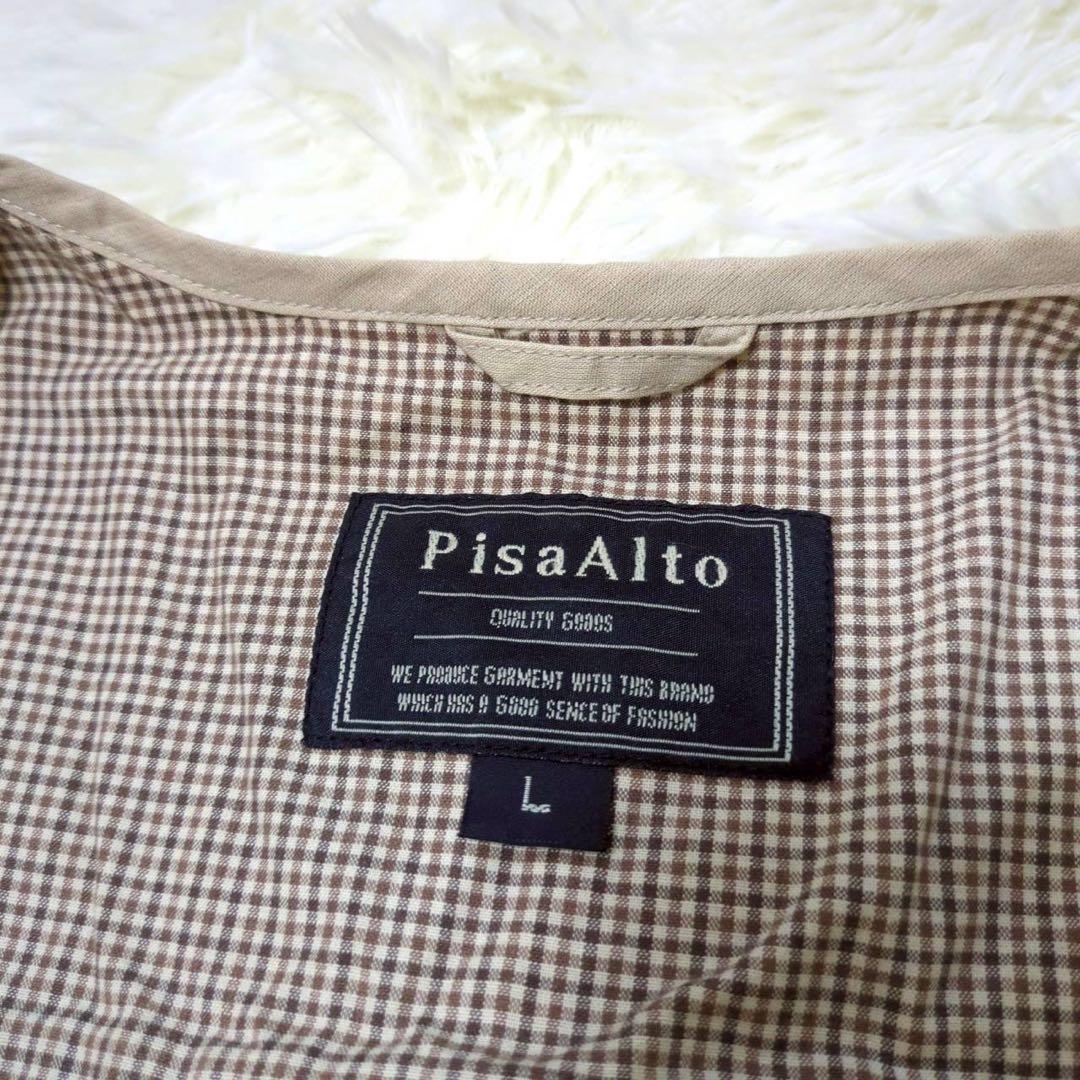 PisaAlto
QUALITY GOODS
WE PRODUCE GARMENT WITH THIS BRAND
WHICH HAS A GOOD SENCE OF FASHION
L